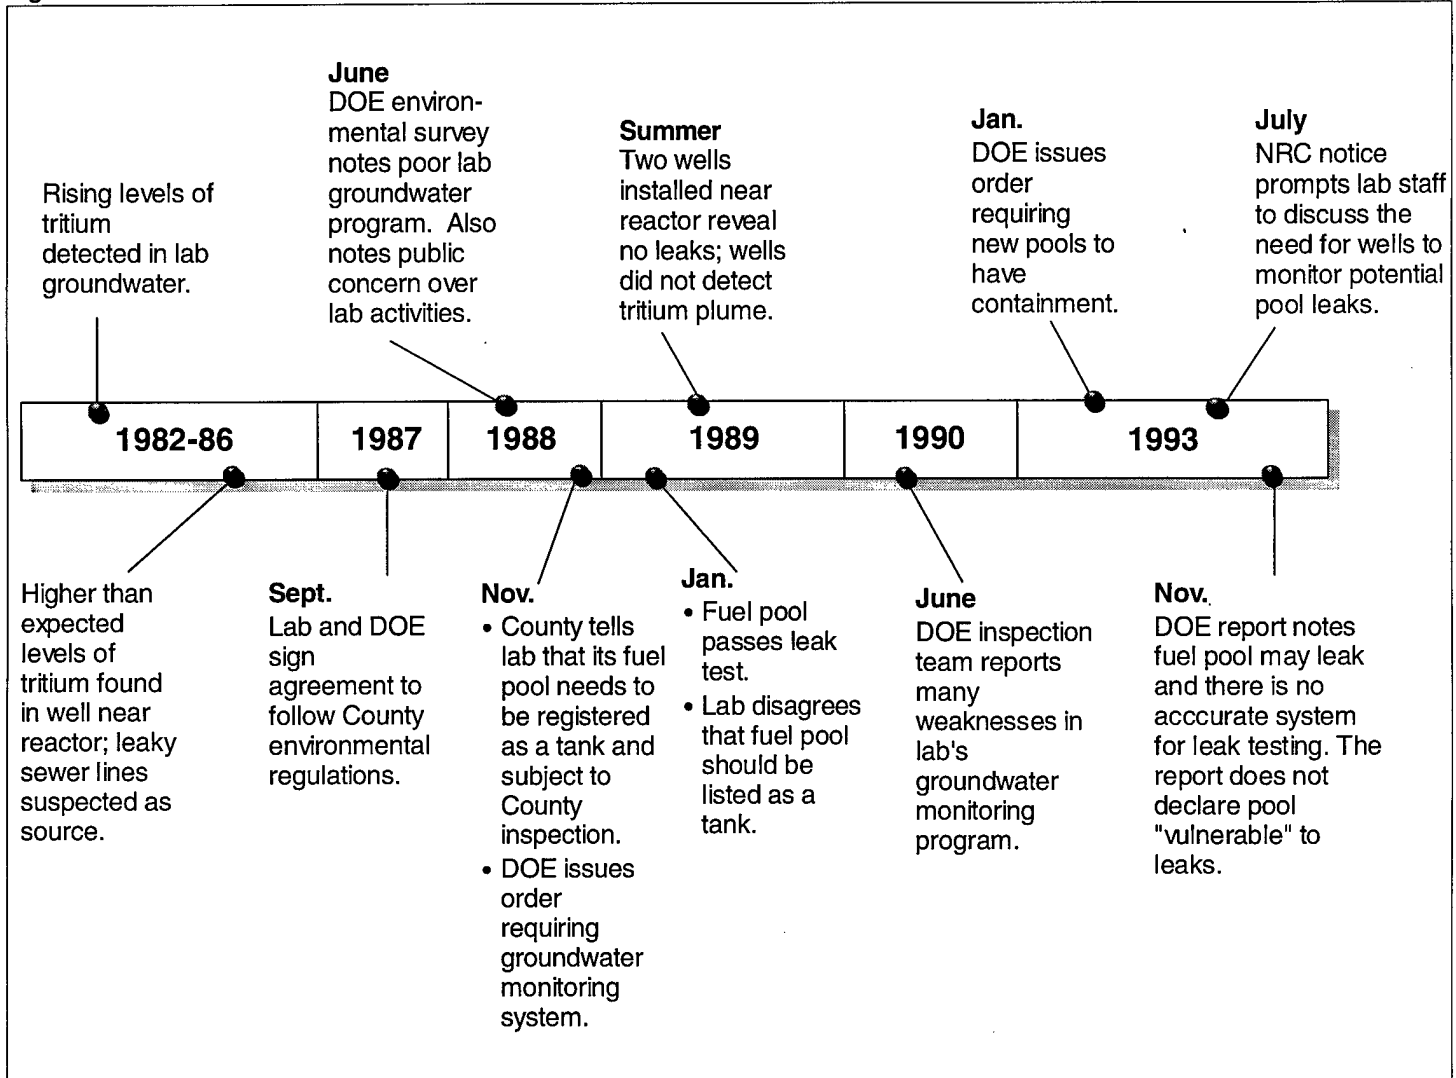 Rising levels of
tritium
detected in lab
groundwater.
June
DOE environ-
mental survey
notes poor lab
groundwater
program. Also
notes public
concern over
lab activities.
Summer
Two wells
installed near
reactor reveal
no leaks; wells
did not detect
tritium plume.
Jan.
DOE issues
order
requiring
new pools to
have
containment.
July
NRC notice
prompts lab staff
to discuss the
need for wells to
monitor potential
pool leaks.
1982-86
1987
1988
1989
1990
1993
Higher than
expected
levels of
tritium found
in well near
reactor; leaky
sewer lines
suspected as
source.
Sept.
Lab and DOE
sign
agreement to
follow County
environmental
regulations.
Nov.
• County tells
lab that its fuel
pool needs to
be registered
as a tank and
subject to
County
inspection.
• DOE issues
order
requiring
groundwater
monitoring
system.
Jan.
• Fuel pool
passes leak
test.
• Lab disagrees
that fuel pool
should be
listed as a
tank.
June
DOE inspection
team reports
many
weaknesses in
lab's
groundwater
monitoring
program.
Nov.
DOE report notes
fuel pool may leak
and there is no
acccurate system
for leak testing. The
report does not
declare pool
"vulnerable" to
leaks.